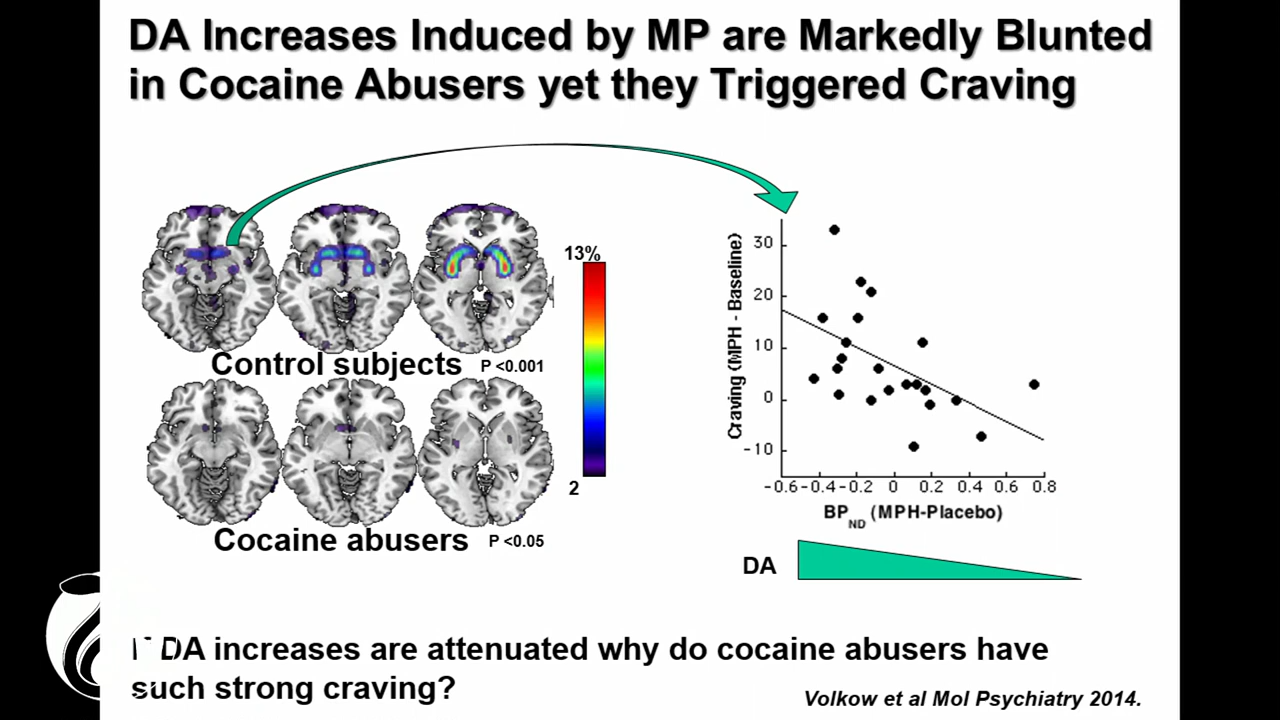 DA Increases Induced by MP are Markedly Blunted
in Cocaine Abusers yet they Triggered Craving
13%
2
Control subjects P <0.001
Cocaine abusers P <0.05
Craving (MPH - Baseline)
30
20
10
0
-10
-0.6 -0.4 -0.2 0 0.2 0.4 0.6 0.8
BPND (MPH-Placebo)
DA
DA increases are attenuated why do cocaine abusers have
such strong craving?
Volkow et al Mol Psychiatry 2014.